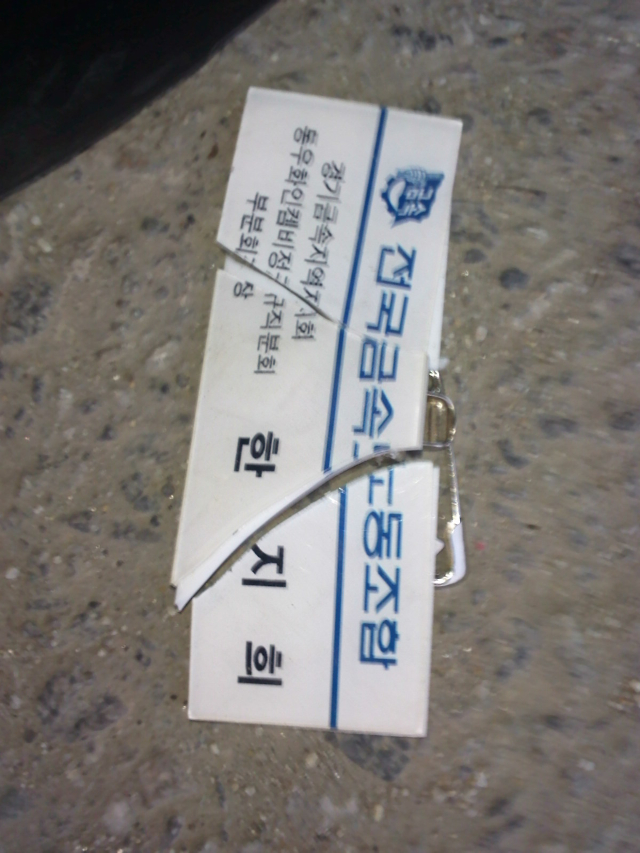 전국금속노동조합
경기금속지역지회
동우화인켐비정규직분회
부분회장
한 지 희